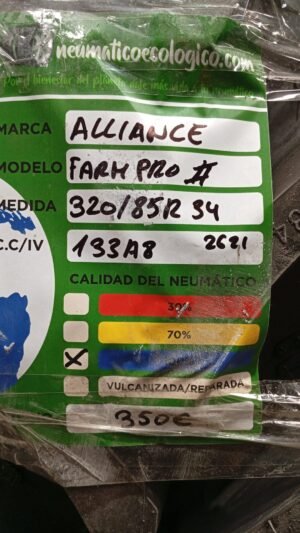 neumaticoecologico.com
MARCA ALLIANCE
MODELO FARM PRO II
MEDIDA 320/85R 34
C.C/IV 133A8 2621
CALIDAD DEL NEUMÁTICO
30%
70%
X
VULCANIZADA/REPARADA
350€